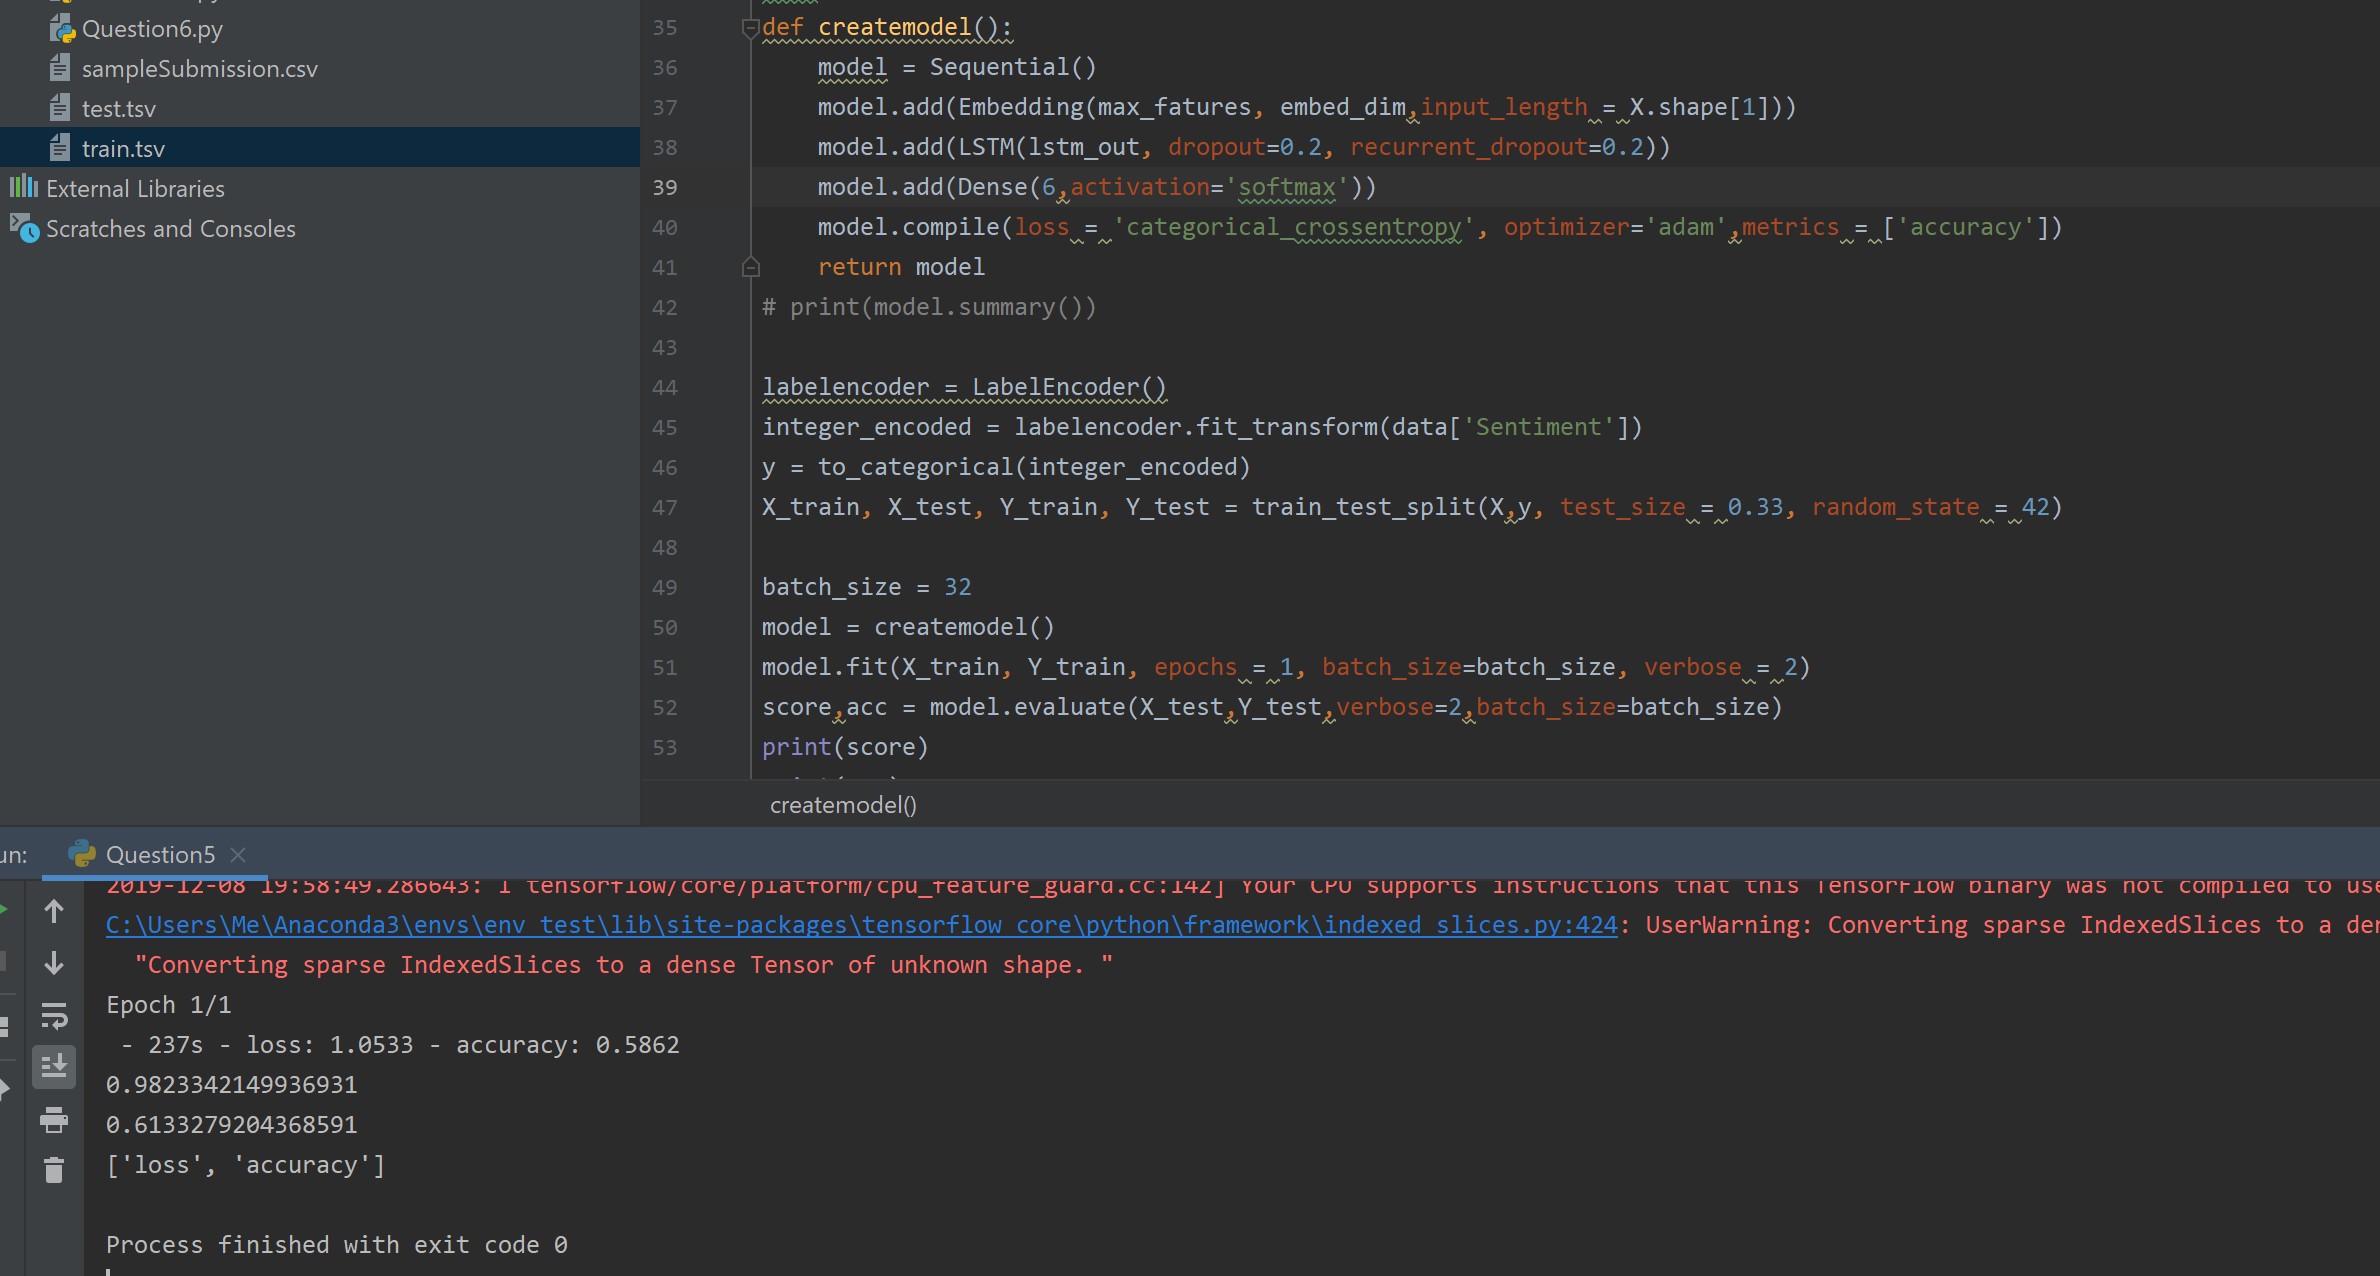 Question6.py
sampleSubmission.csv
test.tsv
train.tsv
External Libraries
Scratches and Consoles
35 def createmodel():
36 model = Sequential()
37 model.add(Embedding(max_fatures, embed_dim,input_length = X.shape[1]))
38 model.add(LSTM(lstm_out, dropout=0.2, recurrent_dropout=0.2))
39 model.add(Dense(6,activation='softmax'))
40 model.compile(loss = 'categorical_crossentropy', optimizer='adam',metrics = ['accuracy'])
41 return model
42 # print(model.summary())
43
44 labelencoder = LabelEncoder()
45 integer_encoded = labelencoder.fit_transform(data['Sentiment'])
46 y = to_categorical(integer_encoded)
47 X_train, X_test, Y_train, Y_test = train_test_split(X,y, test_size = 0.33, random_state = 42)
48
49 batch_size = 32
50 model = createmodel()
51 model.fit(X_train, Y_train, epochs = 1, batch_size=batch_size, verbose = 2)
52 score,acc = model.evaluate(X_test,Y_test,verbose=2,batch_size=batch_size)
53 print(score)
createmodel()
un: Question5
2019-12-08 19:58:49.286643: I tensorflow/core/platform/cpu_feature_guard.cc:142] Your CPU supports instructions that this TensorFlow binary was not compiled to use
C:\Users\Me\Anaconda3\envs\env_test\lib\site-packages\tensorflow_core\python\framework\indexed_slices.py:424: UserWarning: Converting sparse IndexedSlices to a der
"Converting sparse IndexedSlices to a dense Tensor of unknown shape. "
Epoch 1/1
- 237s - loss: 1.0533 - accuracy: 0.5862
0.9823342149936931
0.6133279204368591
['loss', 'accuracy']
Process finished with exit code 0